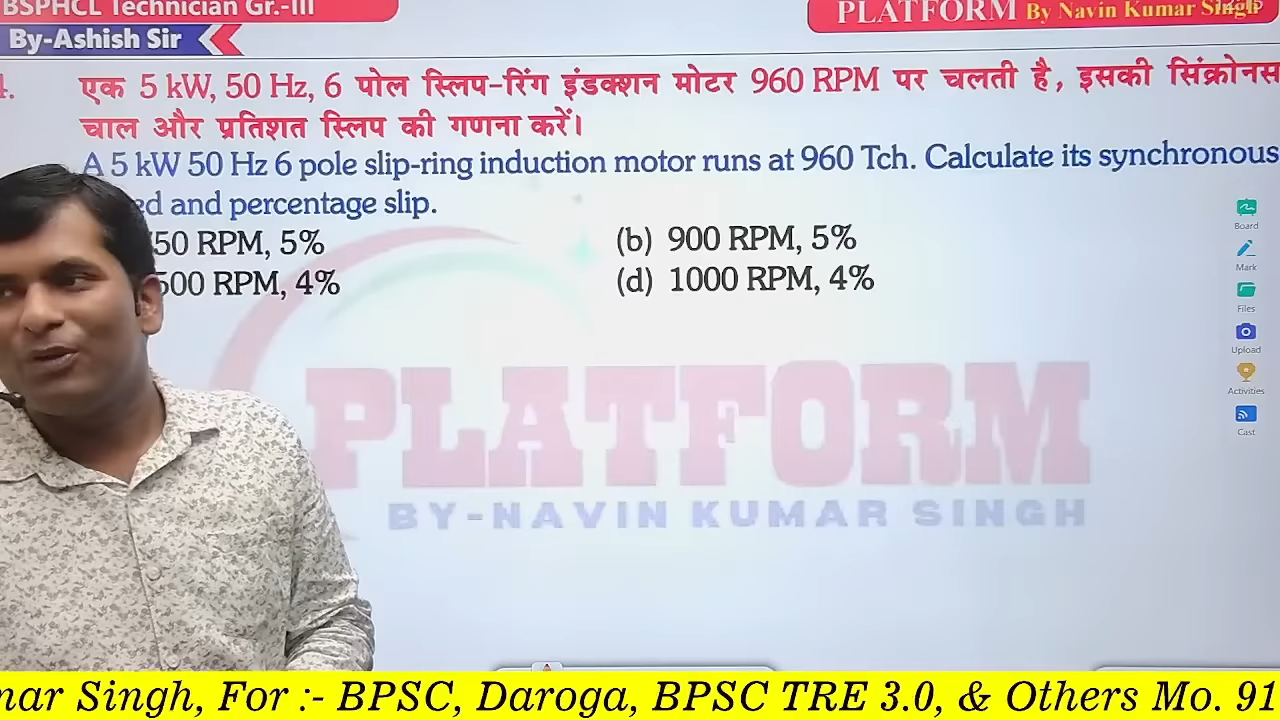 BSPHCL Technician Gr.-III
PLATFORM By Navin Kumar Singh
By-Ashish Sir
4. एक 5 kW, 50 Hz, 6 पोल स्लिप-रिंग इंडक्शन मोटर 960 RPM पर चलती है, इसकी सिंक्रोनस
चाल और प्रतिशत स्लिप की गणना करें।
A 5 kW 50 Hz 6 pole slip-ring induction motor runs at 960 Tch. Calculate its synchronous
and percentage slip.
50 RPM, 5%
(b) 900 RPM, 5%
500 RPM, 4%
(d) 1000 RPM, 4%
Board
Mark
Files
Upload
Activities
Cast
PLATFORM
BY-NAVIN KUMAR SINGH
mar Singh, For :- BPSC, Daroga, BPSC TRE 3.0, & Others Mo. 91